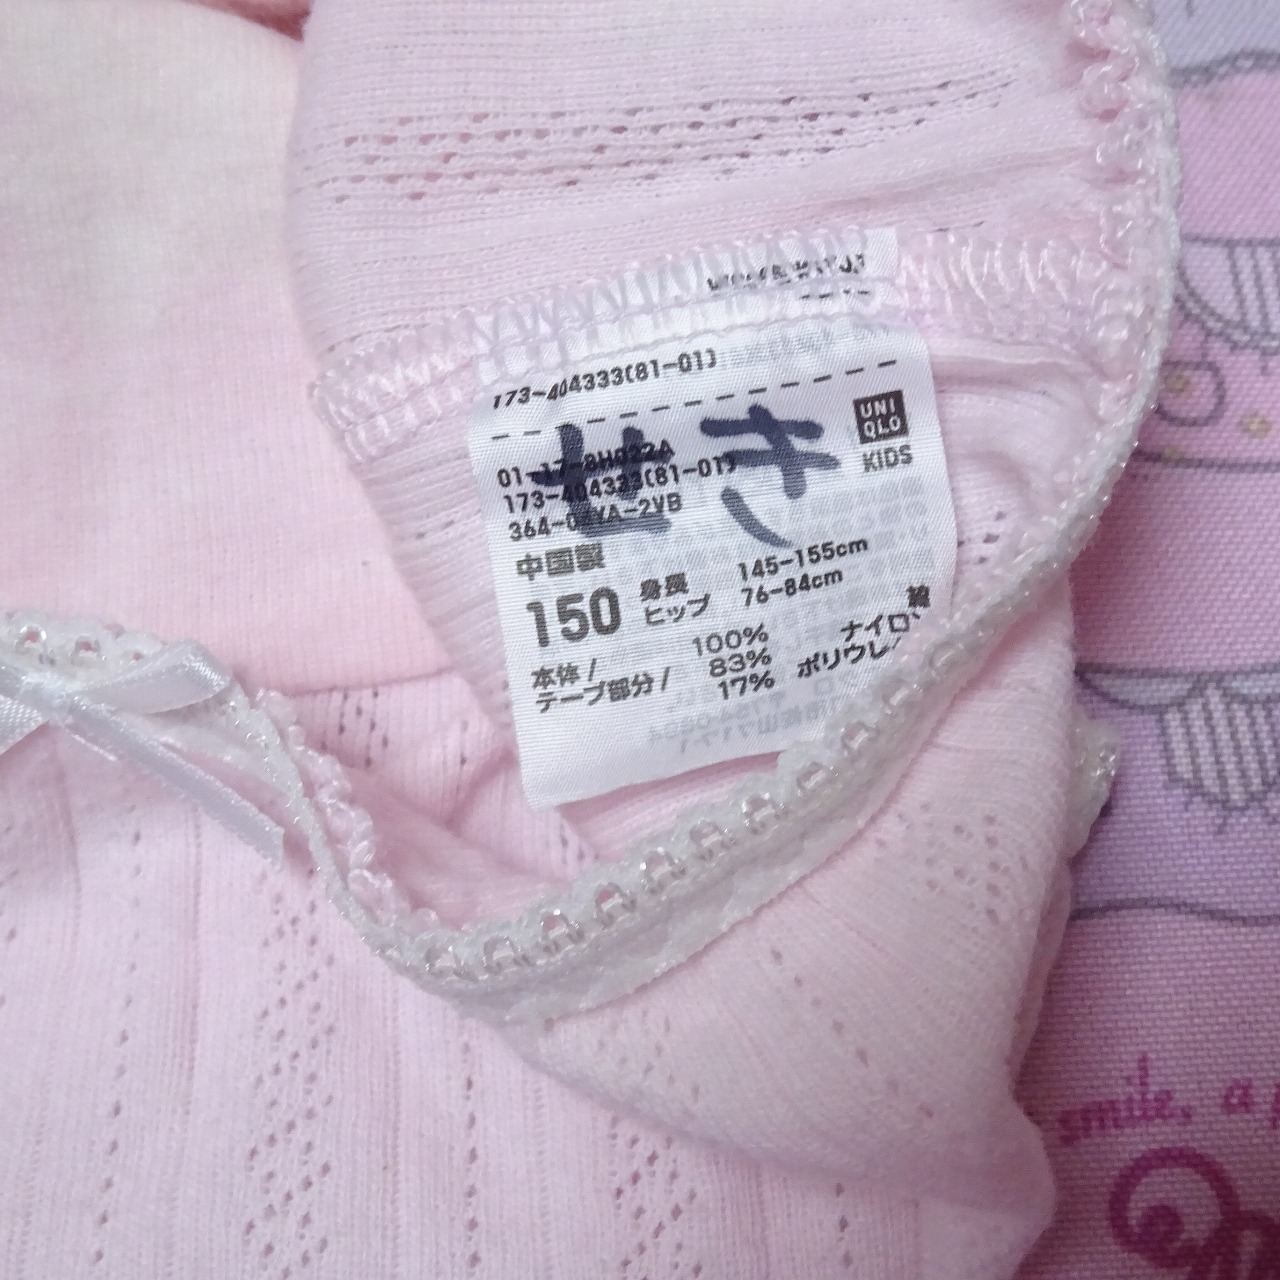 173-404333(81-01)
UNI
QLO
KIDS
173-404333(81-01)
中国製
150 身長 145-155cm
ヒップ 76-84cm
本体/ 100% 綿
テープ部分/ 83% ナイロ
17% ポリウレ
smile, a